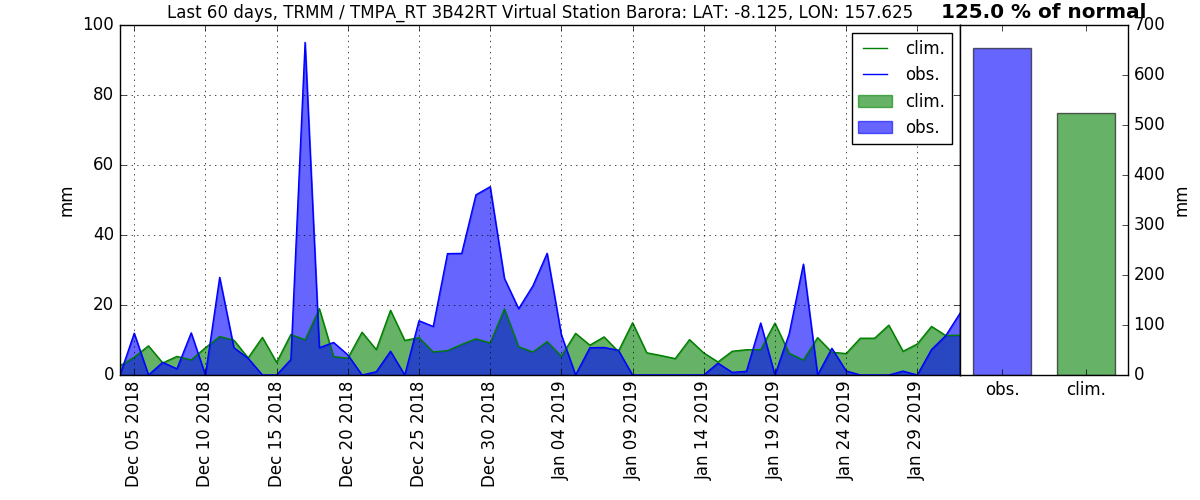 Last 60 days, TRMM / TMPA_RT 3B42RT Virtual Station Barora: LAT: -8.125, LON: 157.625
125.0 % of normal
100
80
60
40
20
0
mm
clim.
obs.
clim.
obs.
Dec 05 2018
Dec 10 2018
Dec 15 2018
Dec 20 2018
Dec 25 2018
Dec 30 2018
Jan 04 2019
Jan 09 2019
Jan 14 2019
Jan 19 2019
Jan 24 2019
Jan 29 2019
700
600
500
400
300
200
100
0
mm
obs.
clim.